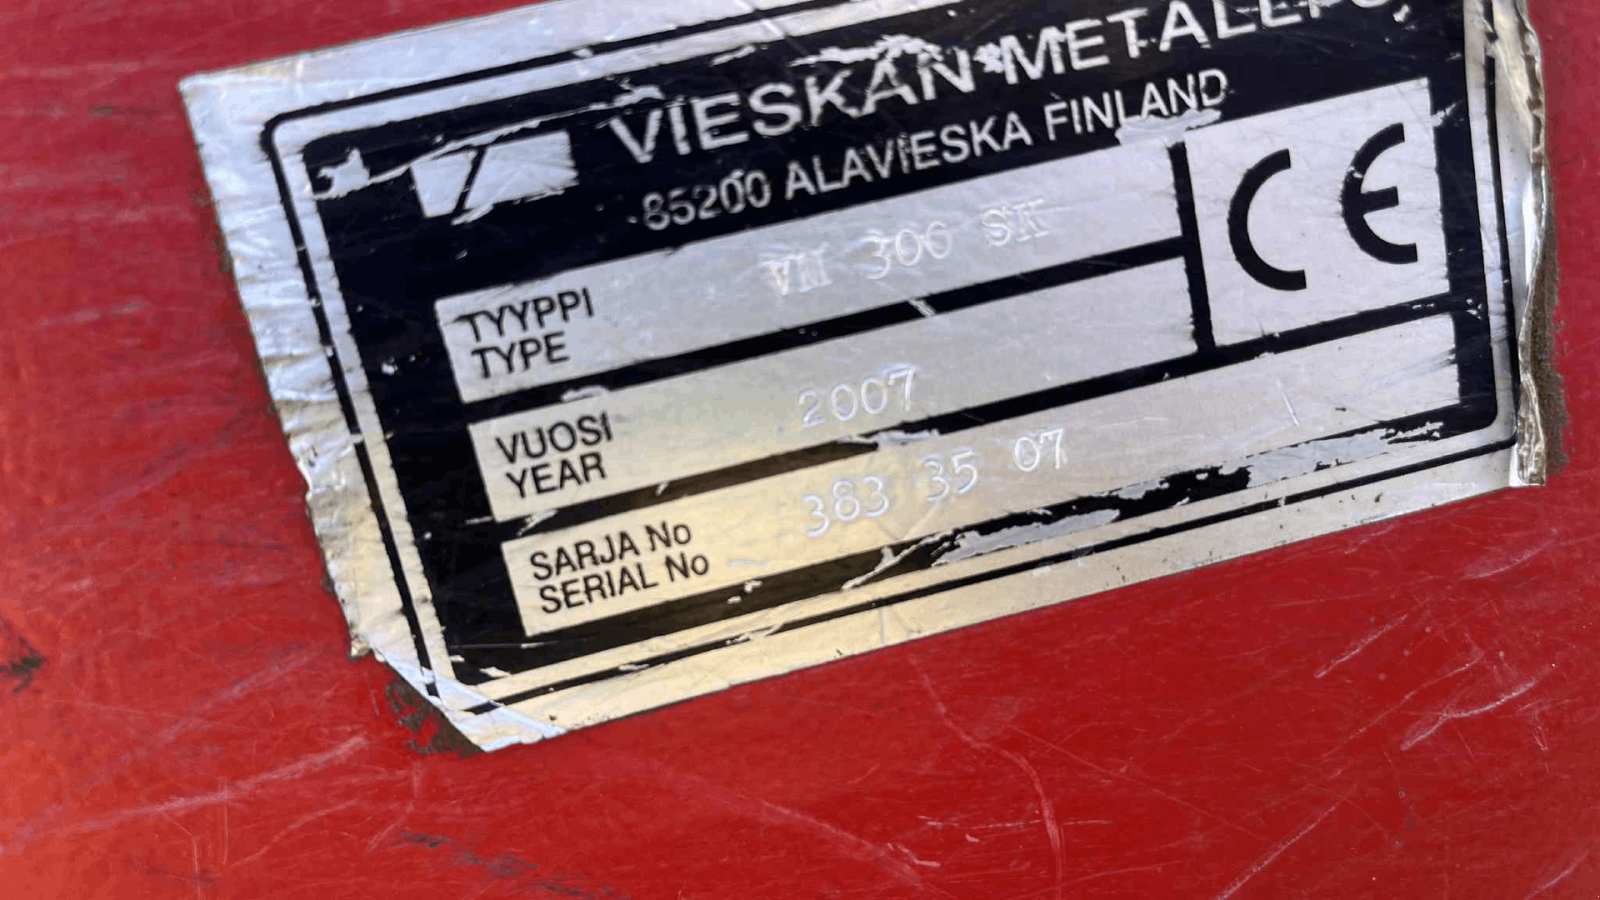 VIESKAN METALLI
85200 ALAVIESKA FINLAND
CE
TYYPPI
TYPE
VM 300 SK
VUOSI
YEAR
2007
SARJA No
SERIAL No
383 35 07